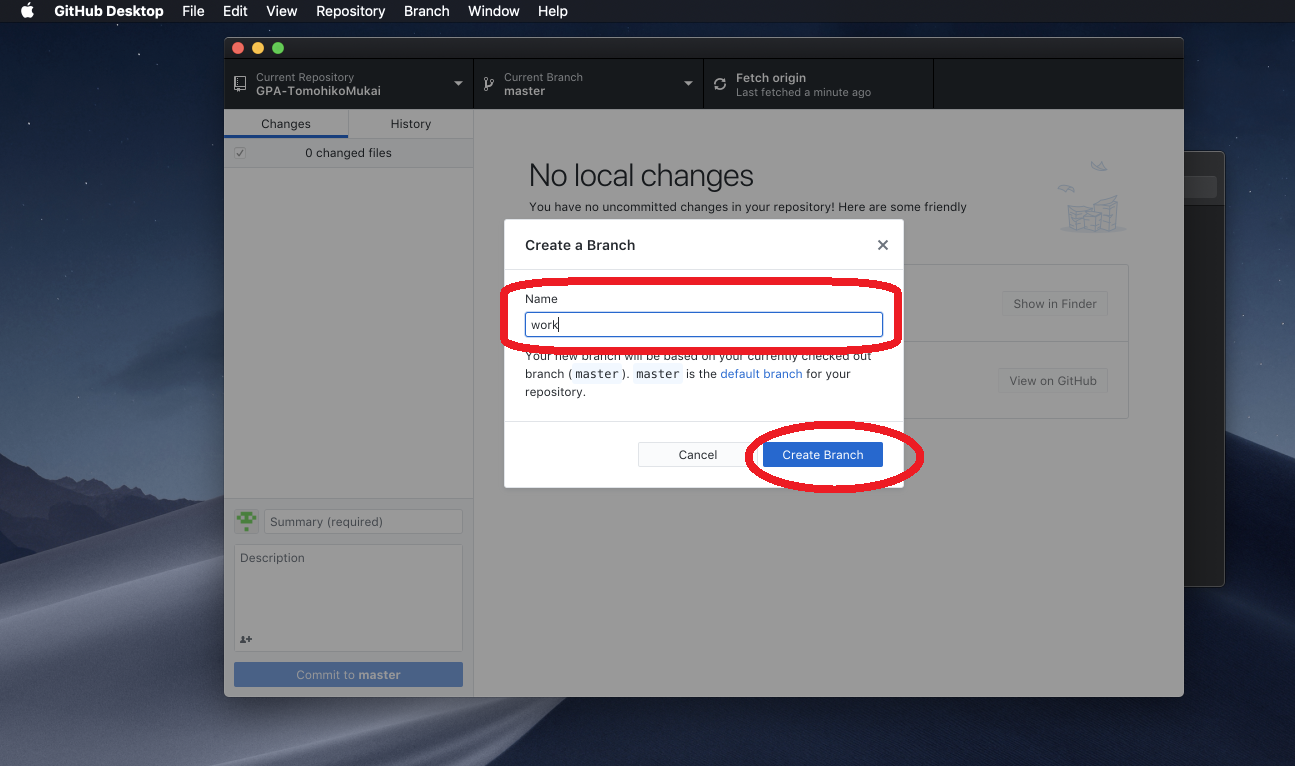 GitHub Desktop File Edit View Repository Branch Window Help
Current Repository
GPA-TomohikoMukai
Current Branch
master
Fetch origin
Last fetched a minute ago
Changes
History
0 changed files
No local changes
You have no uncommitted changes in your repository! Here are some friendly
Create a Branch
Name
work
Your new branch will be based on your currently checked out
branch (master). master is the default branch for your
repository.
Cancel
Create Branch
Show in Finder
View on GitHub
Summary (required)
Description
Commit to master